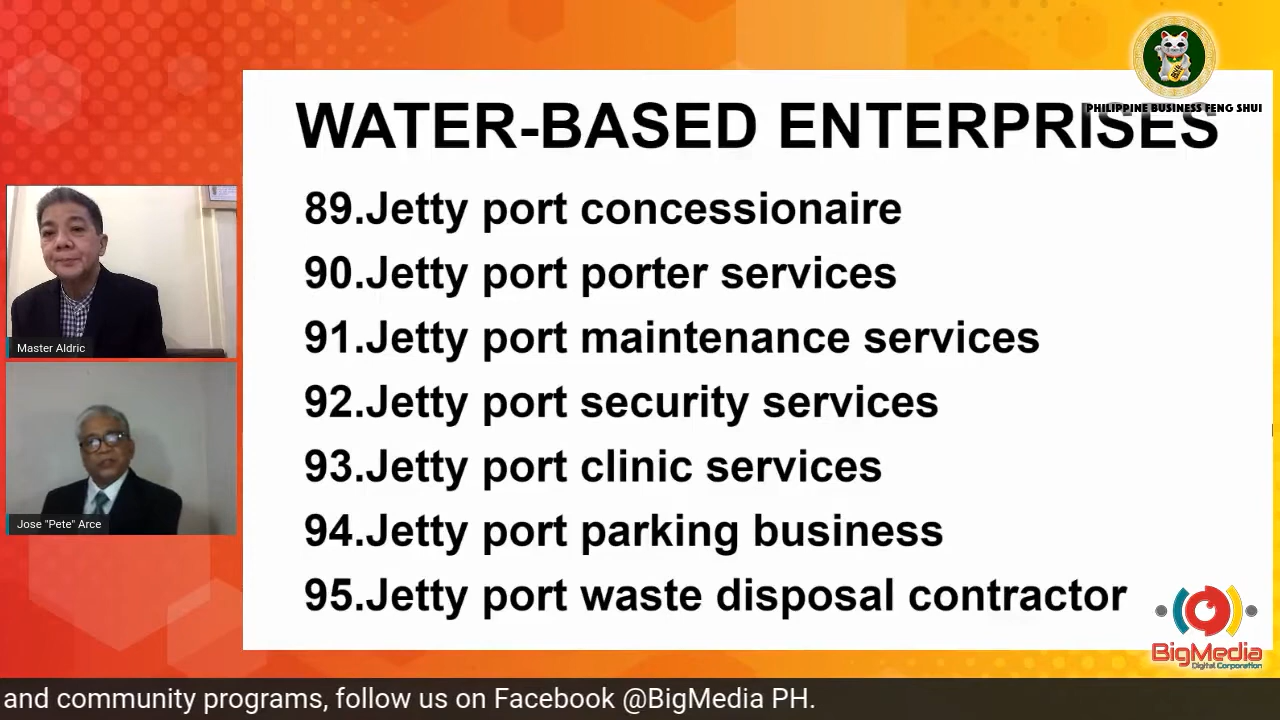 PHILIPPINE BUSINESS FENG SHUI
WATER-BASED ENTERPRISES
89.Jetty port concessionaire
90.Jetty port porter services
91.Jetty port maintenance services
92.Jetty port security services
93.Jetty port clinic services
94.Jetty port parking business
95.Jetty port waste disposal contractor
Master Aldric
Jose "Pete" Arce
BigMedia
Digital Corporation
and community programs, follow us on Facebook @BigMedia PH.